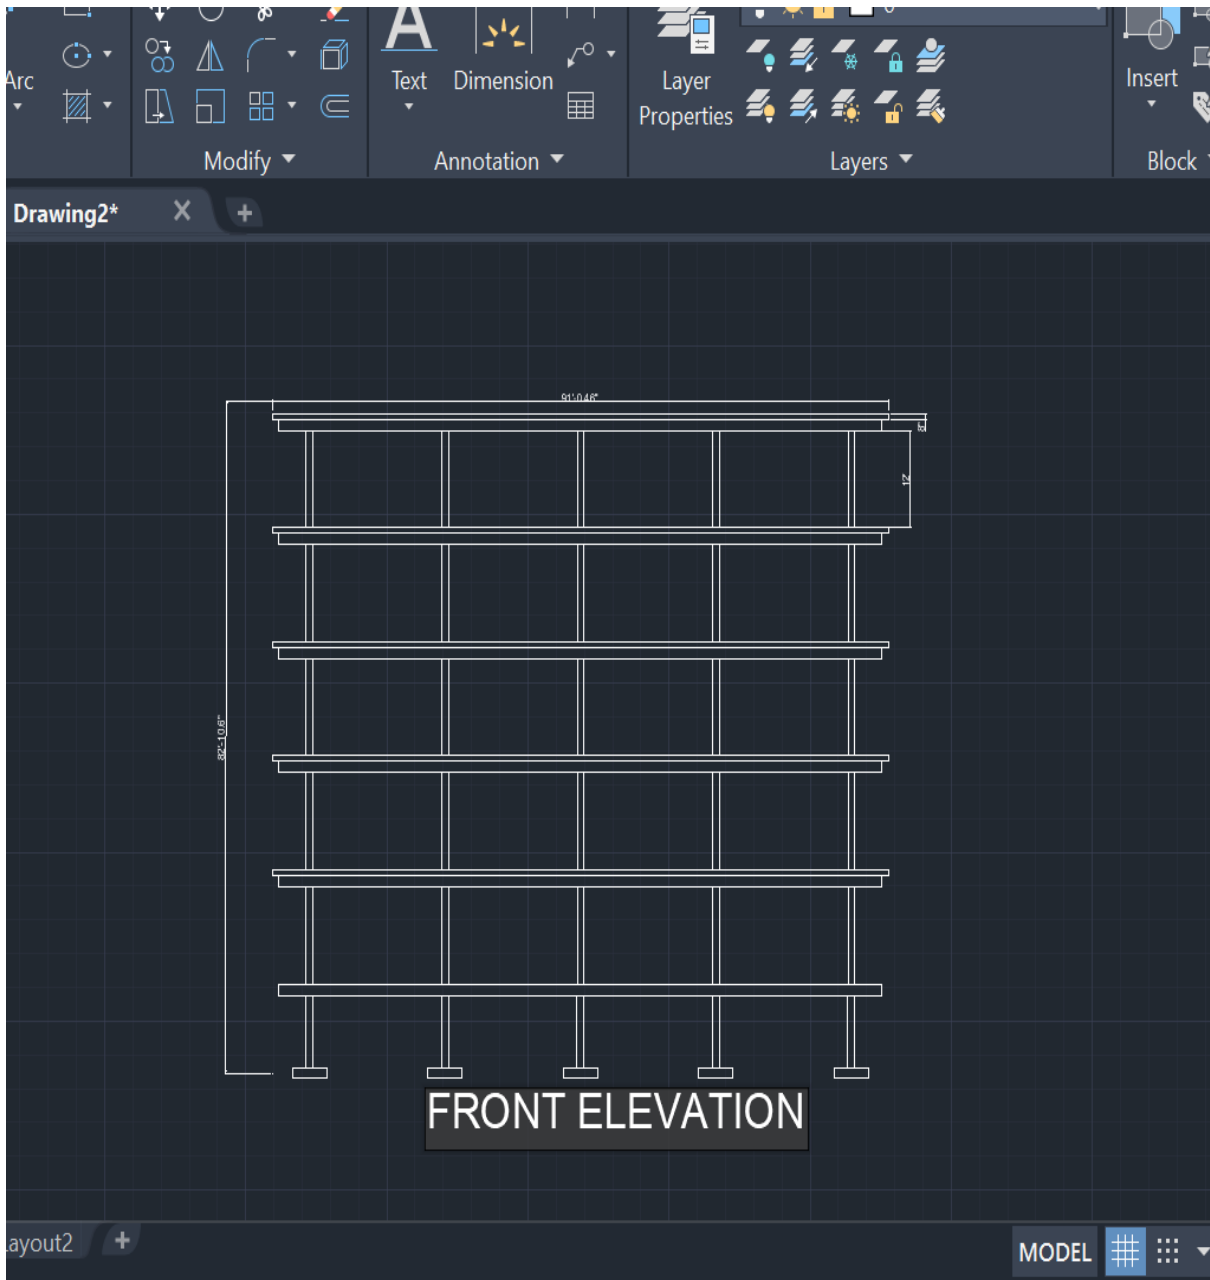 Arc
Text
Dimension
Layer
Properties
Insert
Modify
Annotation
Layers
Block
Drawing2*
91'-0.46"
12'
82'-10.6"
FRONT ELEVATION
ayout2
MODEL